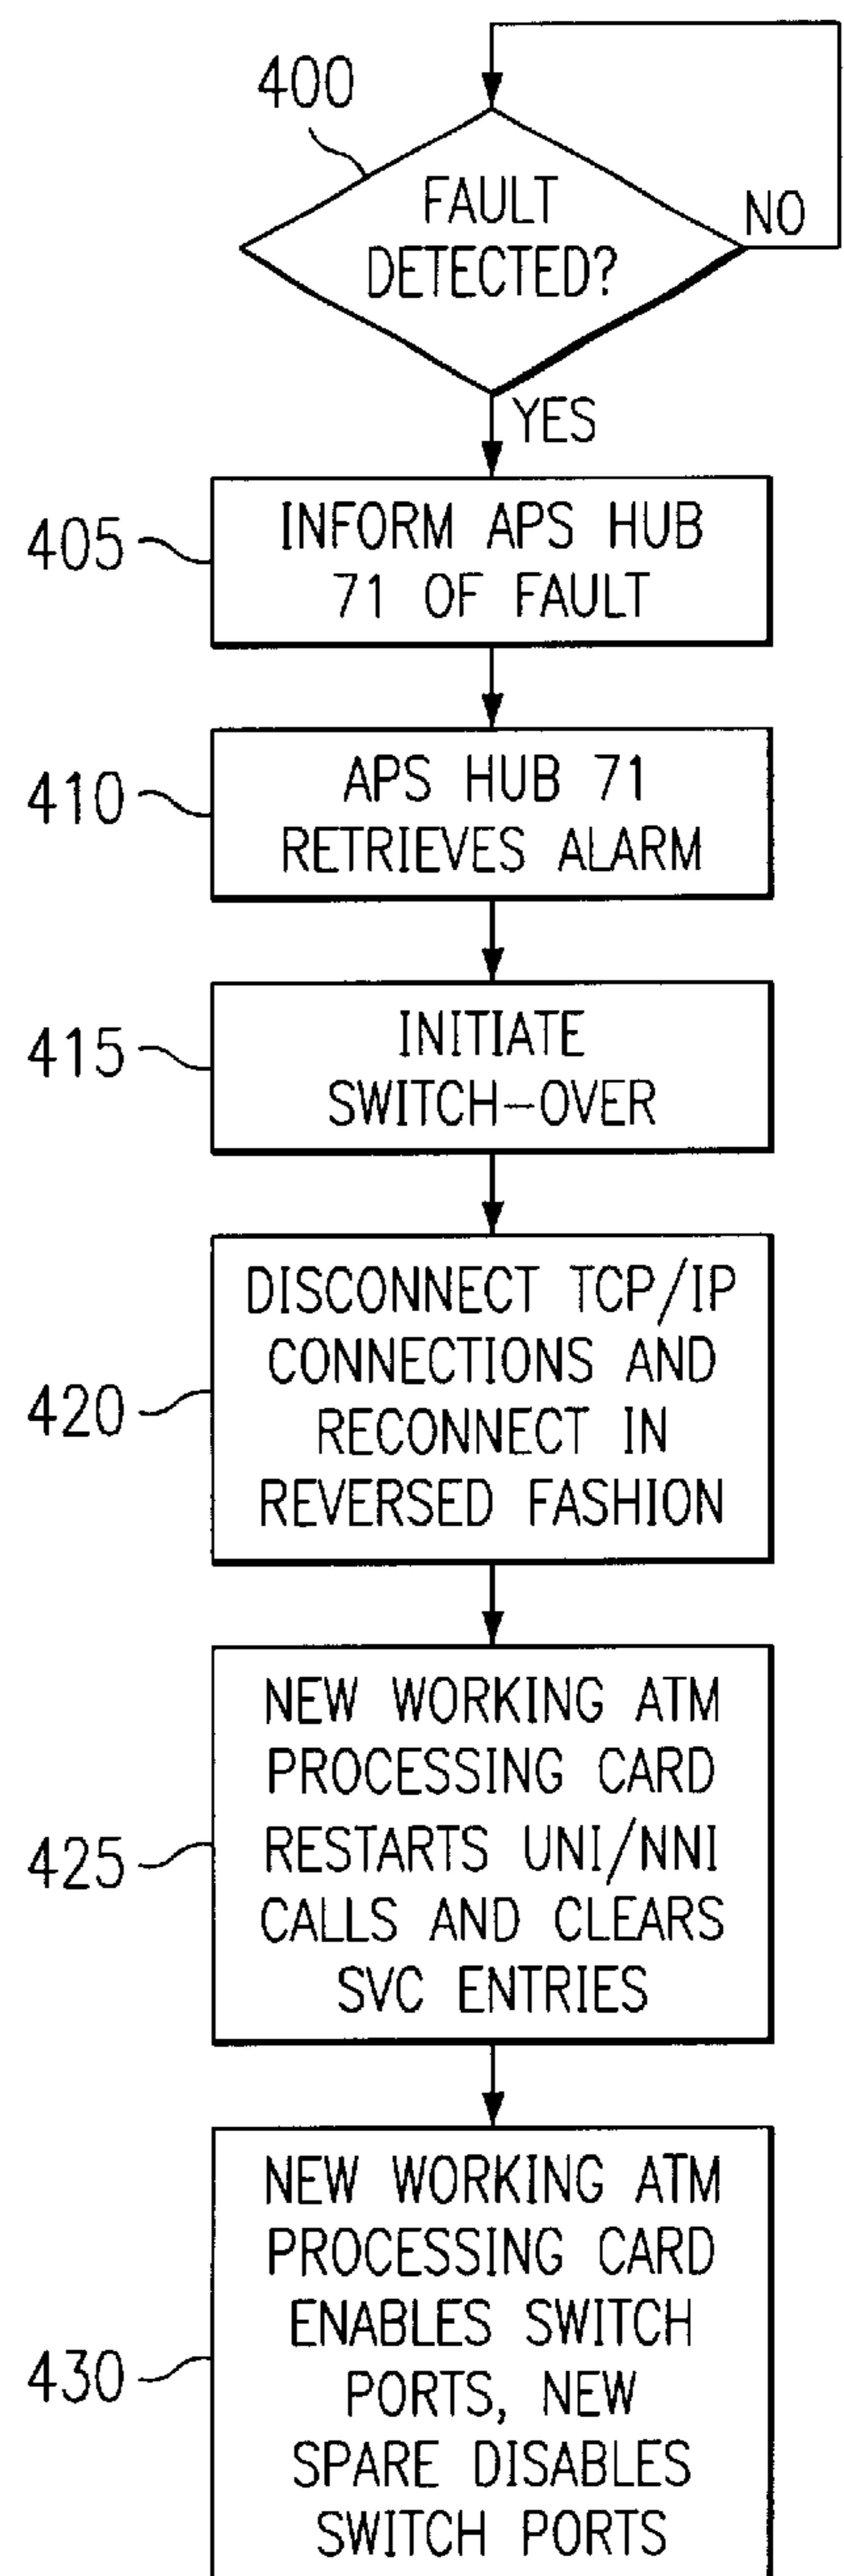 400
FAULT
DETECTED?
NO
YES
405
INFORM APS HUB
71 OF FAULT
410
APS HUB 71
RETRIEVES ALARM
415
INITIATE
SWITCH-OVER
420
DISCONNECT TCP/IP
CONNECTIONS AND
RECONNECT IN
REVERSED FASHION
425
NEW WORKING ATM
PROCESSING CARD
RESTARTS UNI/NNI
CALLS AND CLEARS
SVC ENTRIES
430
NEW WORKING ATM
PROCESSING CARD
ENABLES SWITCH
PORTS, NEW
SPARE DISABLES
SWITCH PORTS